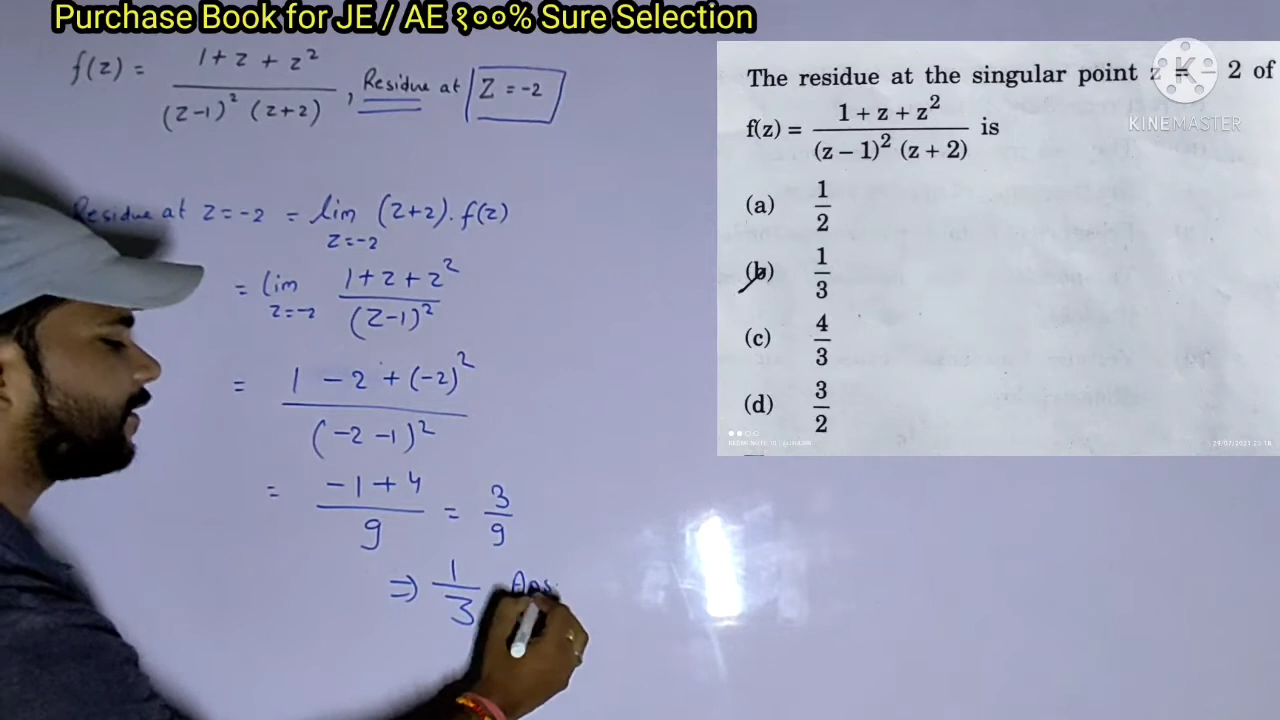 Purchase Book for JE / AE १००% Sure Selection
f(z) = 1 + z + z² / (z-1)² (z+2) , Residue at z = -2
Residue at z = -2 = lim z=-2 (z+2). f(z)
= lim z=-2 1+z+z² / (z-1)²
= 1 - 2 + (-2)² / (-2 -1)²
= -1 + 4 / 9 = 3/9
⇒ 1/3 Ans.
The residue at the singular point z = – 2 of
f(z) = 1 + z + z² / (z – 1)² (z + 2) is
(a) 1/2
(b) 1/3
(c) 4/3
(d) 3/2
K
KINEMASTER